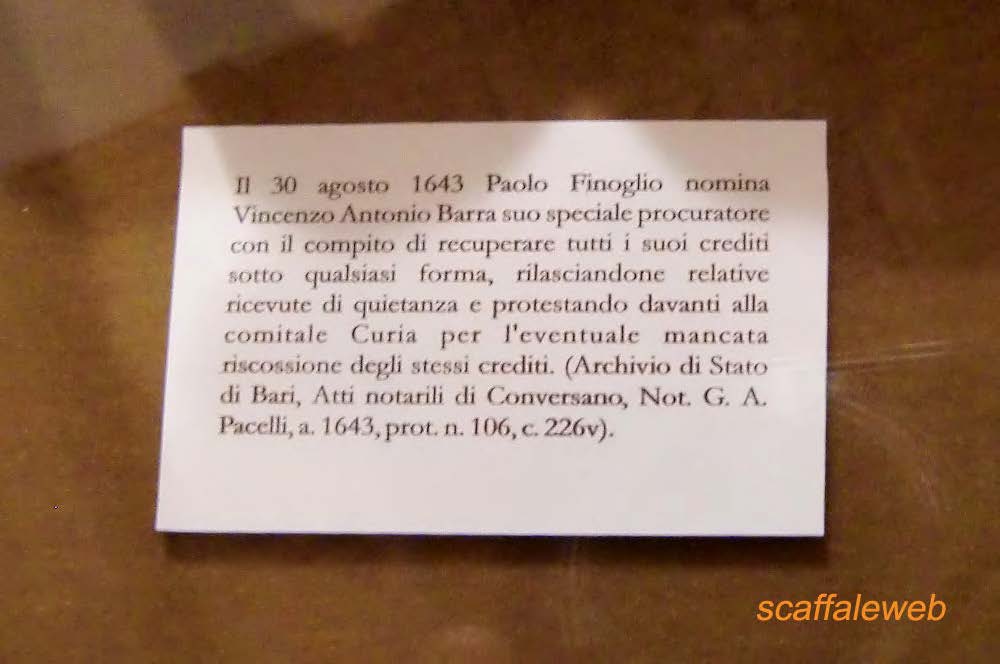 Il 30 agosto 1643 Paolo Finoglio nomina
Vincenzo Antonio Barra suo speciale procuratore
con il compito di recuperare tutti i suoi crediti
sotto qualsiasi forma, rilasciandone relative
ricevute di quietanza e protestando davanti alla
comitale Curia per l'eventuale mancata
riscossione degli stessi crediti. (Archivio di Stato
di Bari, Atti notarili di Conversano, Not. G. A.
Pacelli, a. 1643, prot. n. 106, c. 226v).
scaffaleweb